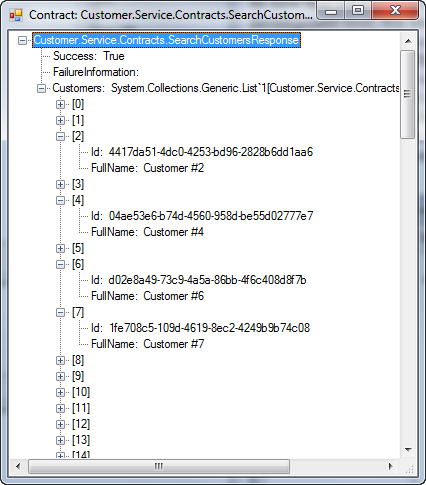 Contract: Customer.Service.Contracts.SearchCustom...
Customer.Service.Contracts.SearchCustomersResponse
Success: True
FailureInformation:
Customers: System.Collections.Generic.List`1[Customer.Service.Contracts
[0]
[1]
[2]
Id: 4417da51-4dc0-4253-bd96-2828b6dd1aa6
FullName: Customer #2
[3]
[4]
Id: 04ae53e6-b74d-4560-958d-be55d02777e7
FullName: Customer #4
[5]
[6]
Id: d02e8a49-73c9-4a5a-86bb-4f6c408d8f7b
FullName: Customer #6
[7]
Id: 1fe708c5-109d-4619-8ec2-4249b9b74c08
FullName: Customer #7
[8]
[9]
[10]
[11]
[12]
[13]
[14]